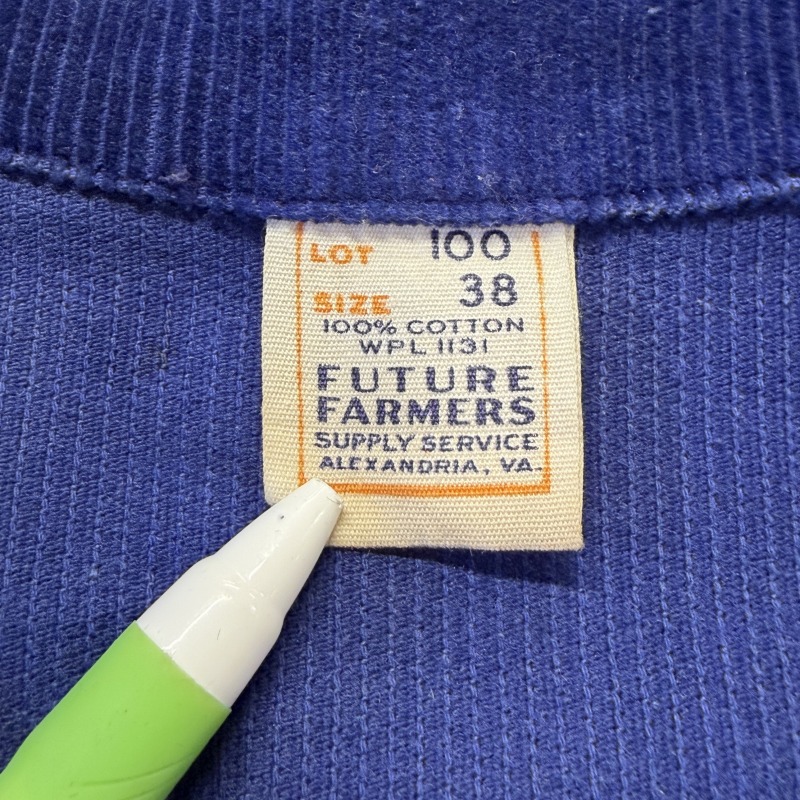 LOT 100
SIZE 38
100% COTTON
WPL 1131
FUTURE
FARMERS
SUPPLY SERVICE
ALEXANDRIA, VA.